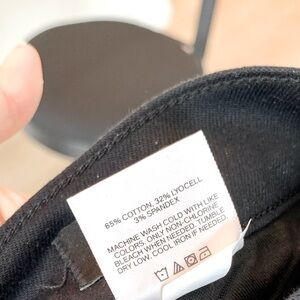 65% COTTON, 32% LYOCELL
3% SPANDEX
MACHINE WASH COLD WITH LIKE
COLORS. ONLY NON-CHLORINE
BLEACH WHEN NEEDED. TUMBLE
DRY LOW. COOL IRON IF NEEDED.